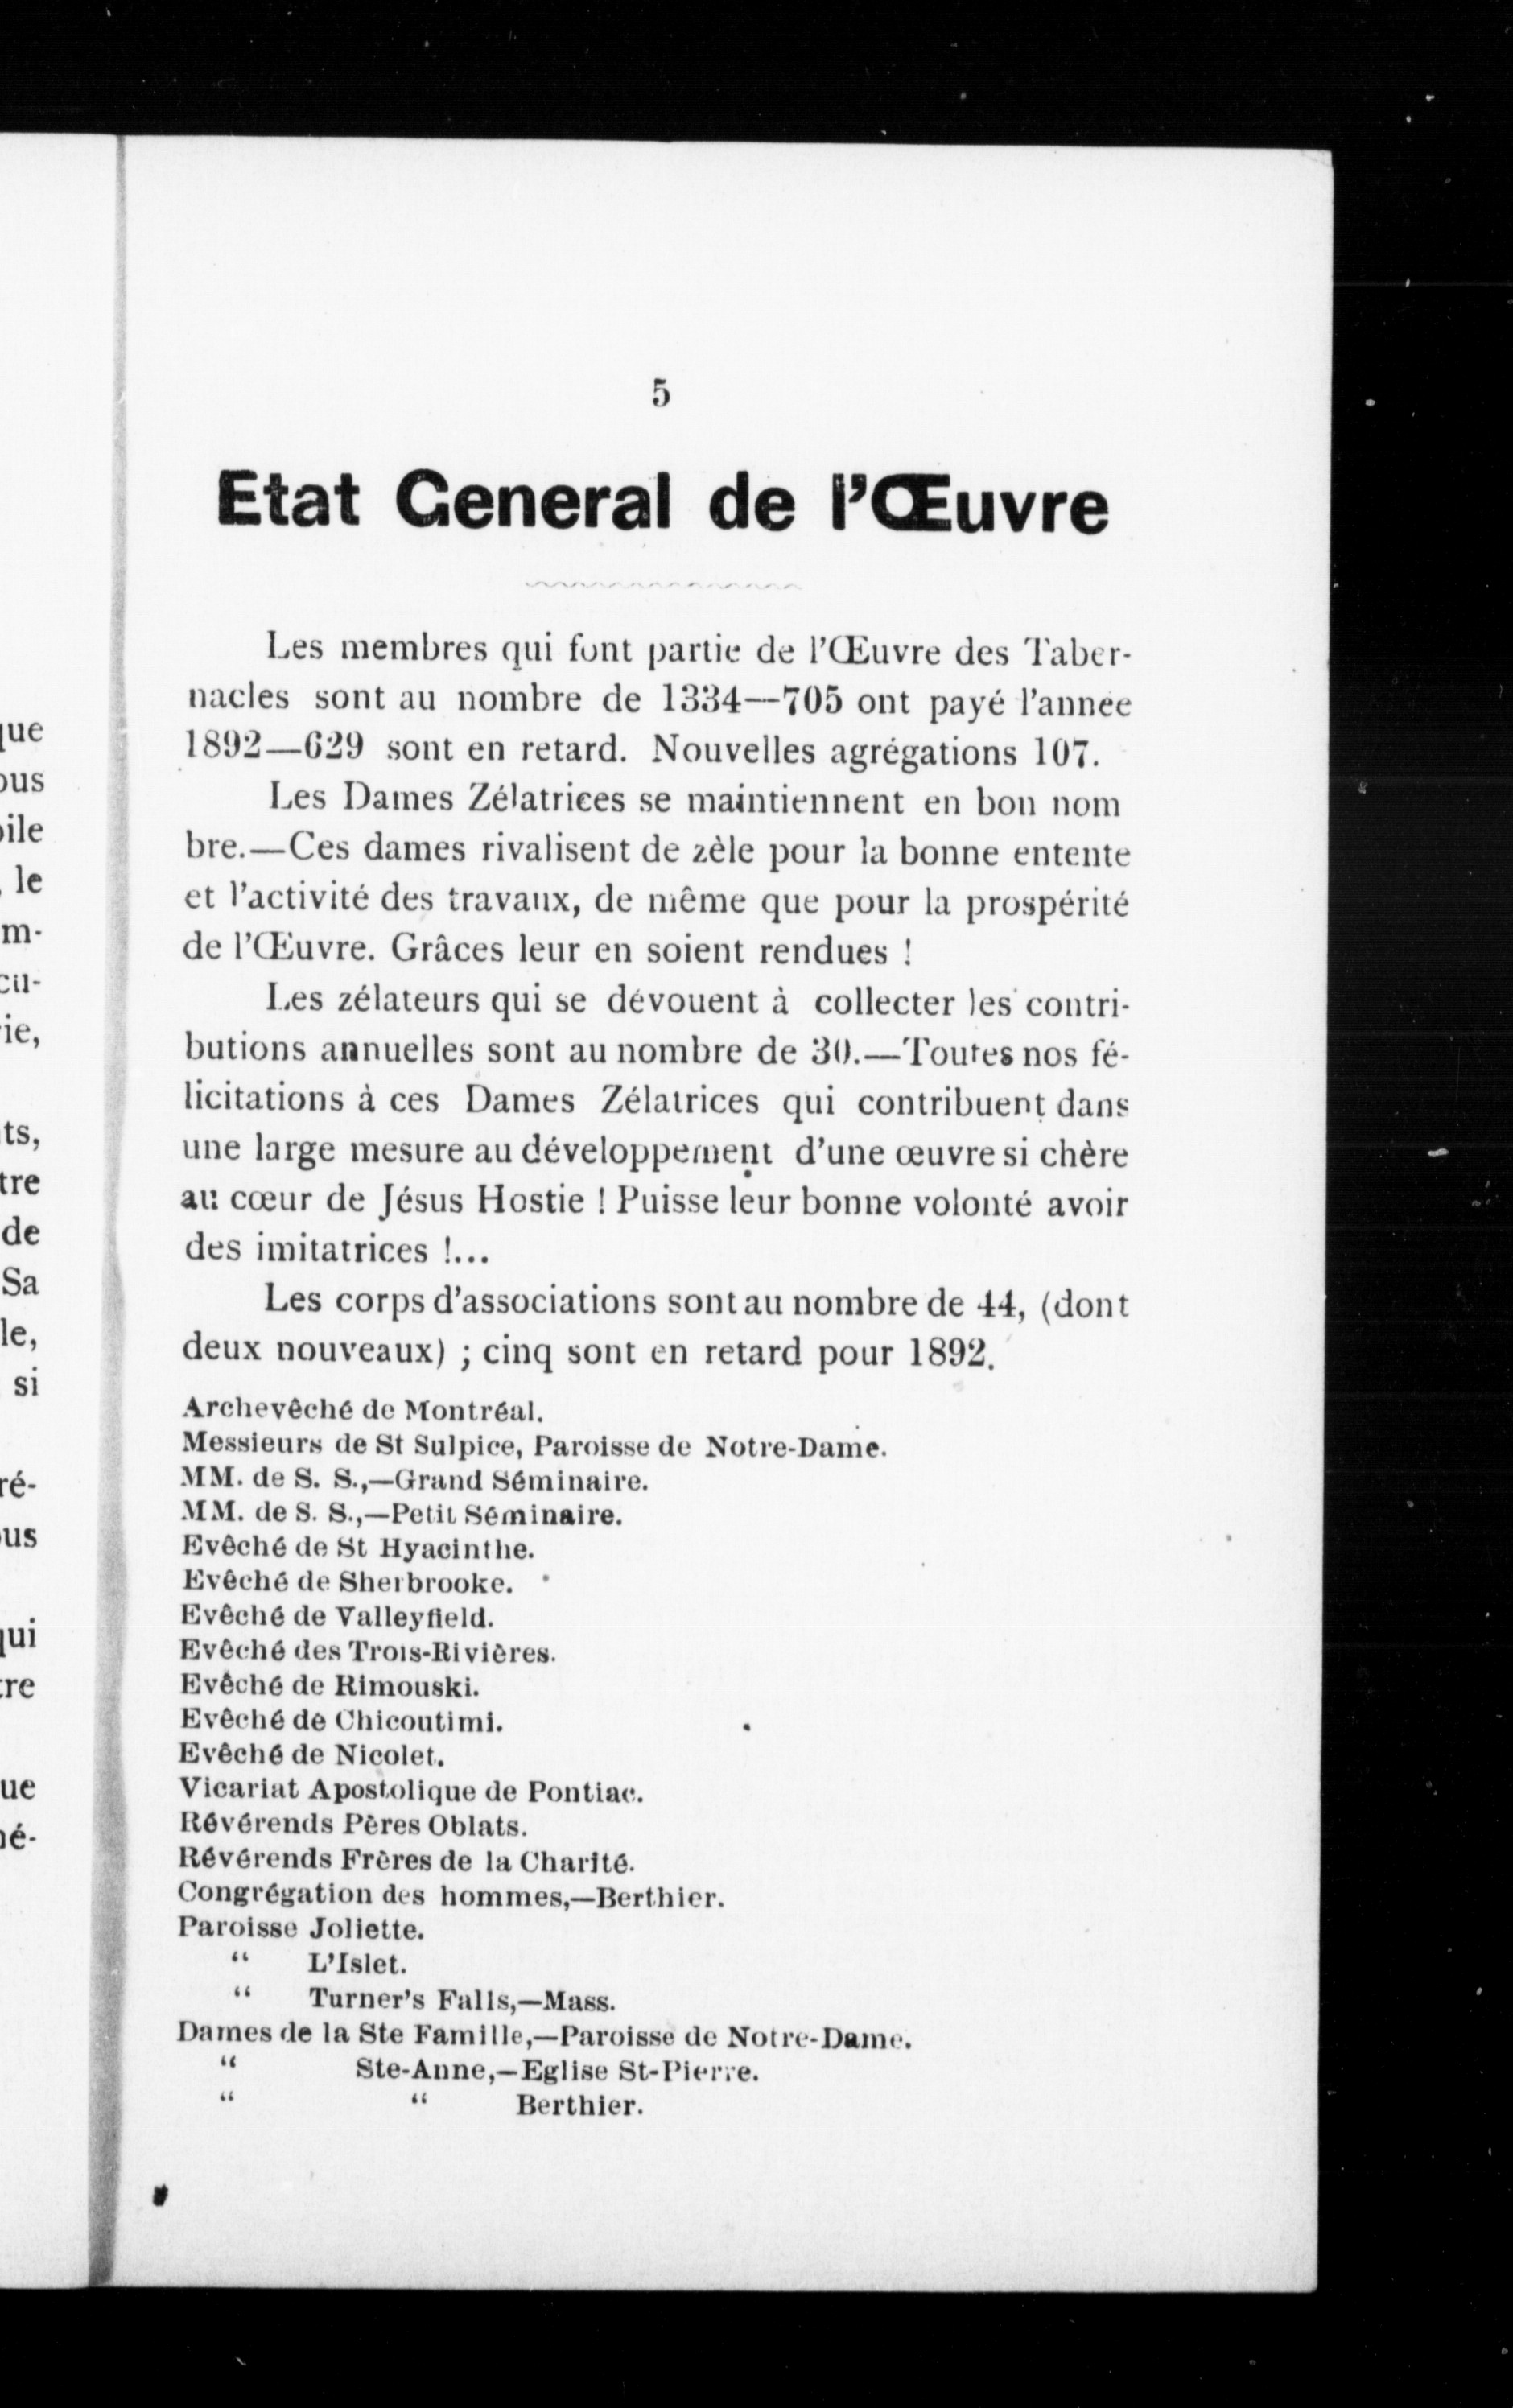 5
Etat General de l'Œuvre
Les membres qui font partie de l'Œuvre des Taber-
nacles sont au nombre de 1334—705 ont payé l'annee
1892—629 sont en retard. Nouvelles agrégations 107.
Les Dames Zélatrices se maintiennent en bon nom
bre.—Ces dames rivalisent de zèle pour la bonne entente
et l'activité des travaux, de même que pour la prospérité
de l'Œuvre. Grâces leur en soient rendues !
Les zélateurs qui se dévouent à collecter les contri-
butions annuelles sont au nombre de 30.—Toutes nos fé-
licitations à ces Dames Zélatrices qui contribuent dans
une large mesure au développement d'une œuvre si chère
au cœur de Jésus Hostie ! Puisse leur bonne volonté avoir
des imitatrices !...
Les corps d'associations sont au nombre de 44, (dont
deux nouveaux) ; cinq sont en retard pour 1892.
Archevêché de Montréal.
Messieurs de St Sulpice, Paroisse de Notre-Dame.
MM. de S. S.,—Grand Séminaire.
MM. de S. S.,—Petit Séminaire.
Evêché de St Hyacinthe.
Evêché de Sherbrooke.
Evêché de Valleyfield.
Evêché des Trois-Rivières.
Evêché de Rimouski.
Evêché de Chicoutimi.
Evêché de Nicolet.
Vicariat Apostolique de Pontiac.
Révérends Pères Oblats.
Révérends Frères de la Charité.
Congrégation des hommes,—Berthier.
Paroisse Joliette.
“ L'Islet.
“ Turner's Falls,—Mass.
Dames de la Ste Famille,—Paroisse de Notre-Dame.
“ Ste-Anne,—Eglise St-Pierre.
“ “ Berthier.